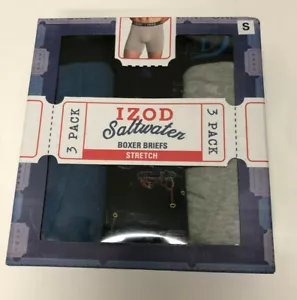 S
3 PACK
IZOD
Saltwater
BOXER BRIEFS
STRETCH
3 PACK